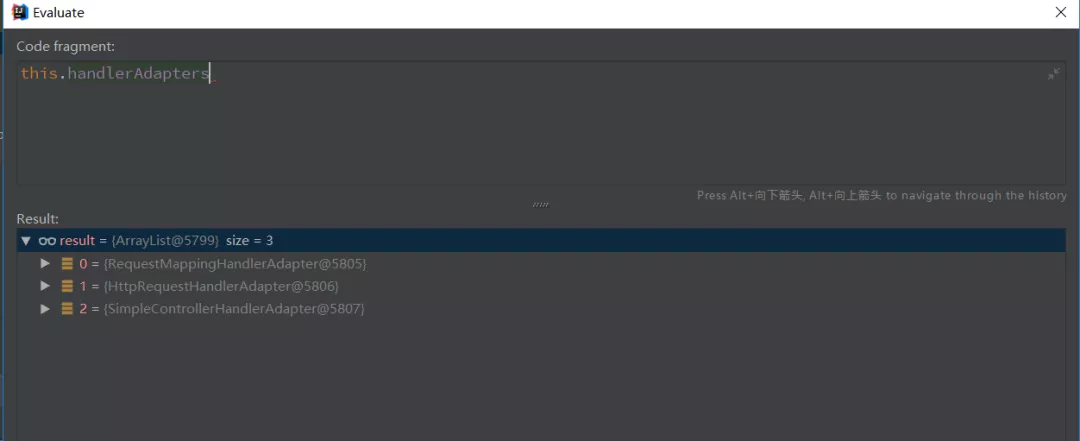 Evaluate
Code fragment:
this.handlerAdapters
Press Alt+向下箭头, Alt+向上箭头 to navigate through the history
Result:
result = {ArrayList@5799} size = 3
0 = {RequestMappingHandlerAdapter@5805}
1 = {HttpRequestHandlerAdapter@5806}
2 = {SimpleControllerHandlerAdapter@5807}